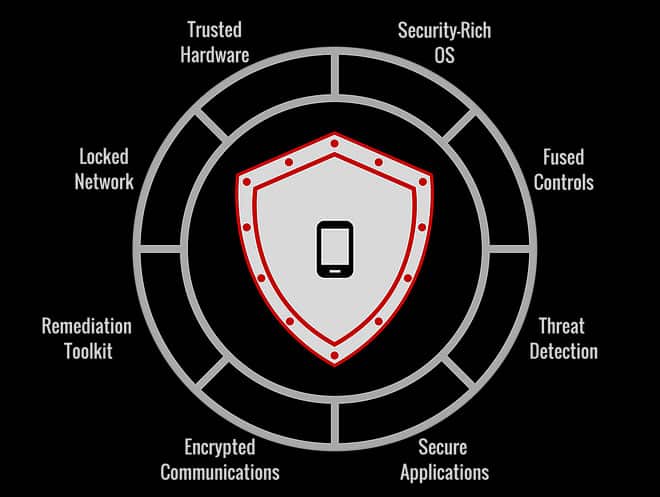 Trusted
Hardware
Security-Rich
OS
Locked
Network
Fused
Controls
Remediation
Toolkit
Threat
Detection
Encrypted
Communications
Secure
Applications